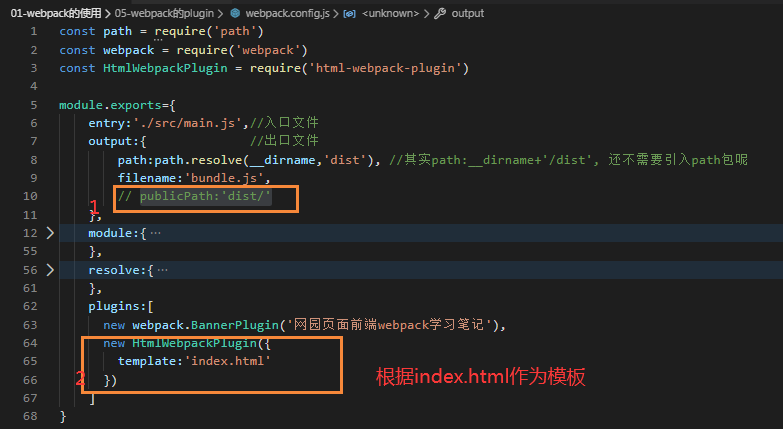 01-webpack的使用 > 05-webpack的plugin > webpack.config.js > <unknown> > output
1 const path = require('path')
2 const webpack = require('webpack')
3 const HtmlWebpackPlugin = require('html-webpack-plugin')
4
5 module.exports={
6 entry:'./src/main.js',//入口文件
7 output:{ //出口文件
8 path:path.resolve(__dirname,'dist'), //其实path:__dirname+'/dist', 还不需要引入path包呢
9 filename:'bundle.js',
10 // publicPath:'dist/'
1
11 },
12 module:{ ⋯
55 },
56 resolve:{ ⋯
61 },
62 plugins:[
63 new webpack.BannerPlugin('网园页面前端webpack学习笔记'),
64 new HtmlWebpackPlugin({
65 template:'index.html'
2 根据index.html作为模板
66 })
67 ]
68 }